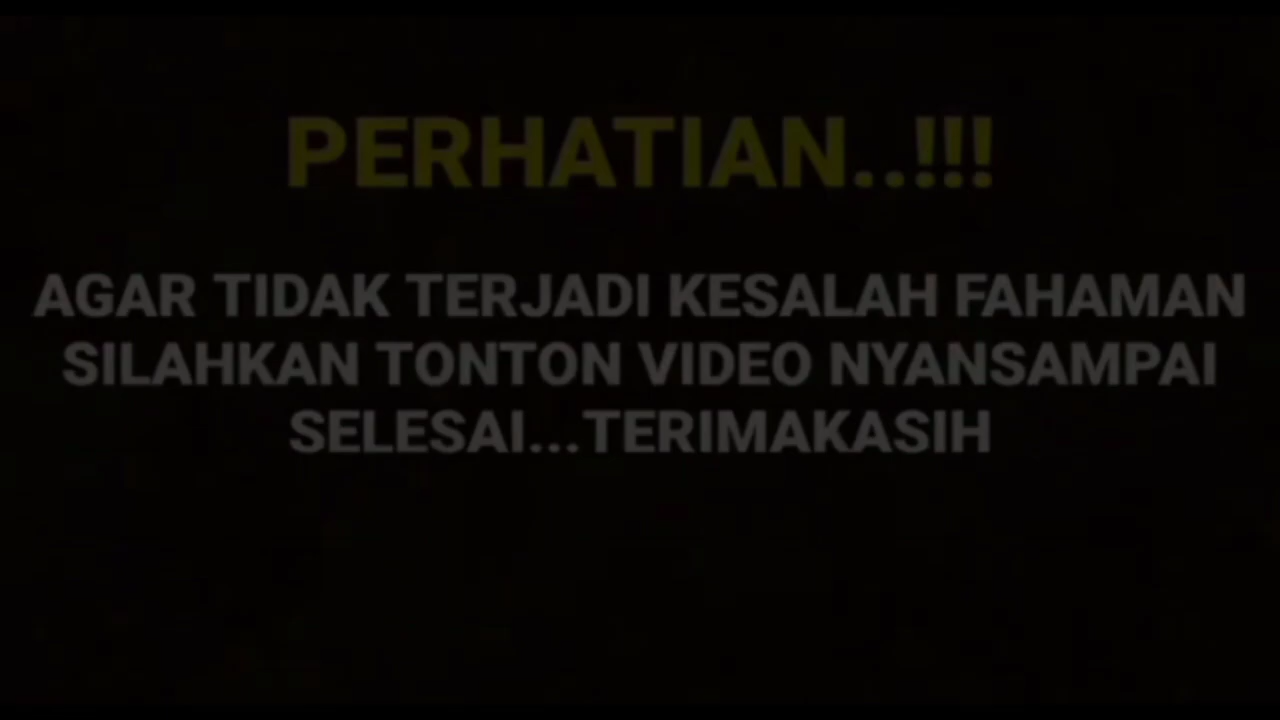 PERHATIAN..!!!
AGAR TIDAK TERJADI KESALAH FAHAMAN
SILAHKAN TONTON VIDEO NYANSAMPAI
SELESAI...TERIMAKASIH